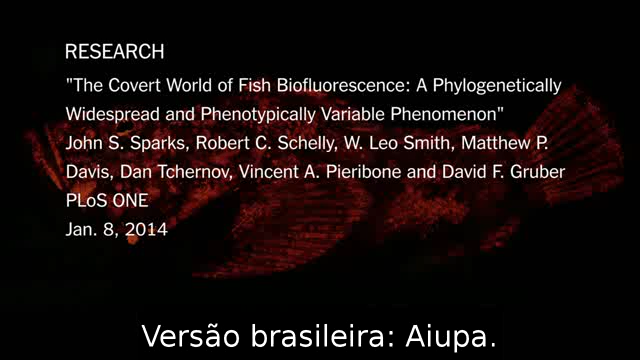 RESEARCH
"The Covert World of Fish Biofluorescence: A Phylogenetically
Widespread and Phenotypically Variable Phenomenon"
John S. Sparks, Robert C. Schelly, W. Leo Smith, Matthew P.
Davis, Dan Tchernov, Vincent A. Pieribone and David F. Gruber
PLoS ONE
Jan. 8, 2014
Versão brasileira: Aiupa.